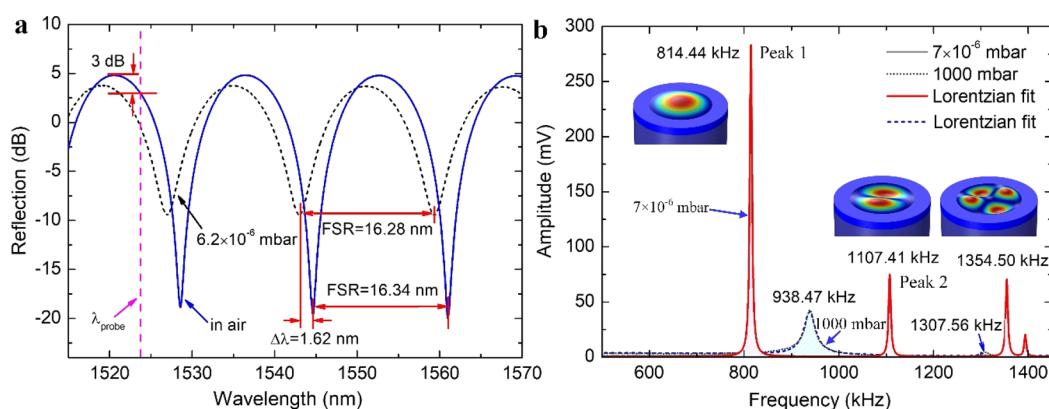 a
3 dB
5
0
-5
-10
-15
-20
Reflection (dB)
6.2×10⁻⁶ mbar
FSR=16.28 nm
FSR=16.34 nm
λprobe
in air
Δλ=1.62 nm
1520 1530 1540 1550 1560 1570
Wavelength (nm)
b
300
250
200
150
100
50
0
Amplitude (mV)
814.44 kHz
Peak 1
7×10⁻⁶ mbar
1000 mbar
Lorentzian fit
Lorentzian fit
7×10⁻⁶ mbar
938.47 kHz
1000 mbar
1107.41 kHz
Peak 2
1354.50 kHz
1307.56 kHz
600 800 1000 1200 1400
Frequency (kHz)